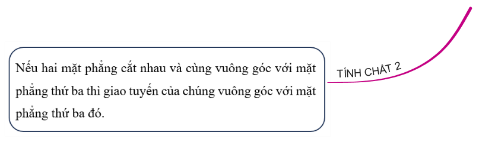 Nếu hai mặt phẳng cắt nhau và cùng vuông góc với mặt
phẳng thứ ba thì giao tuyến của chúng vuông góc với mặt
phẳng thứ ba đó.
TÍNH CHẤT 2